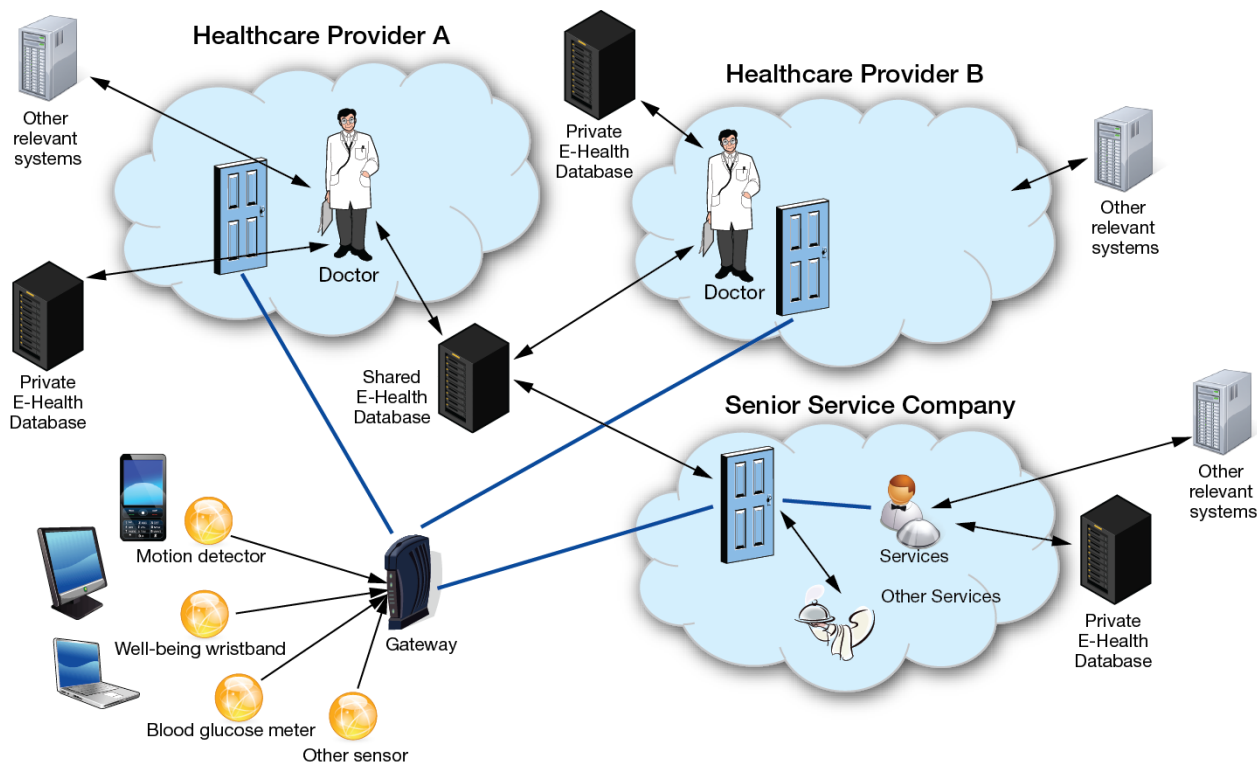 Healthcare Provider A
Other
relevant
systems
Doctor
Private
E-Health
Database
Healthcare Provider B
Private
E-Health
Database
Doctor
Other
relevant
systems
Shared
E-Health
Database
Senior Service Company
Services
Other Services
Other
relevant
systems
Private
E-Health
Database
Motion detector
Well-being wristband
Blood glucose meter
Other sensor
Gateway